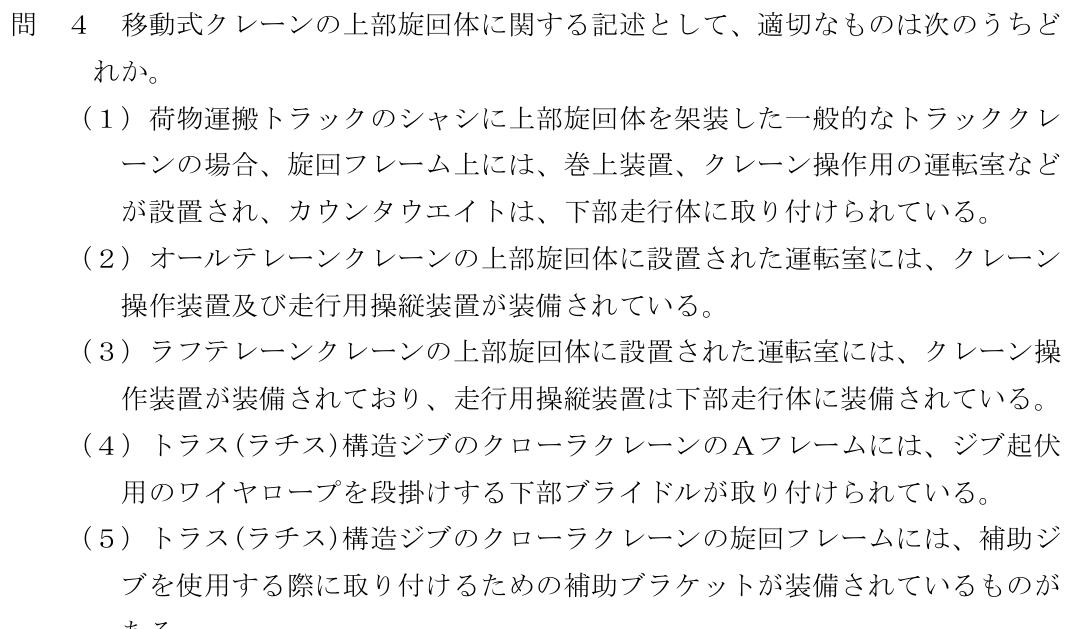 問　４　移動式クレーンの上部旋回体に関する記述として、適切なものは次のうちど
れか。
（１）荷物運搬トラックのシャシに上部旋回体を架装した一般的なトラッククレ
ーンの場合、旋回フレーム上には、巻上装置、クレーン操作用の運転室など
が設置され、カウンタウエイトは、下部走行体に取り付けられている。
（２）オールテレーンクレーンの上部旋回体に設置された運転室には、クレーン
操作装置及び走行用操縦装置が装備されている。
（３）ラフテレーンクレーンの上部旋回体に設置された運転室には、クレーン操
作装置が装備されており、走行用操縦装置は下部走行体に装備されている。
（４）トラス(ラチス)構造ジブのクローラクレーンのＡフレームには、ジブ起伏
用のワイヤロープを段掛けする下部ブライドルが取り付けられている。
（５）トラス(ラチス)構造ジブのクローラクレーンの旋回フレームには、補助ジ
ブを使用する際に取り付けるための補助ブラケットが装備されているものが